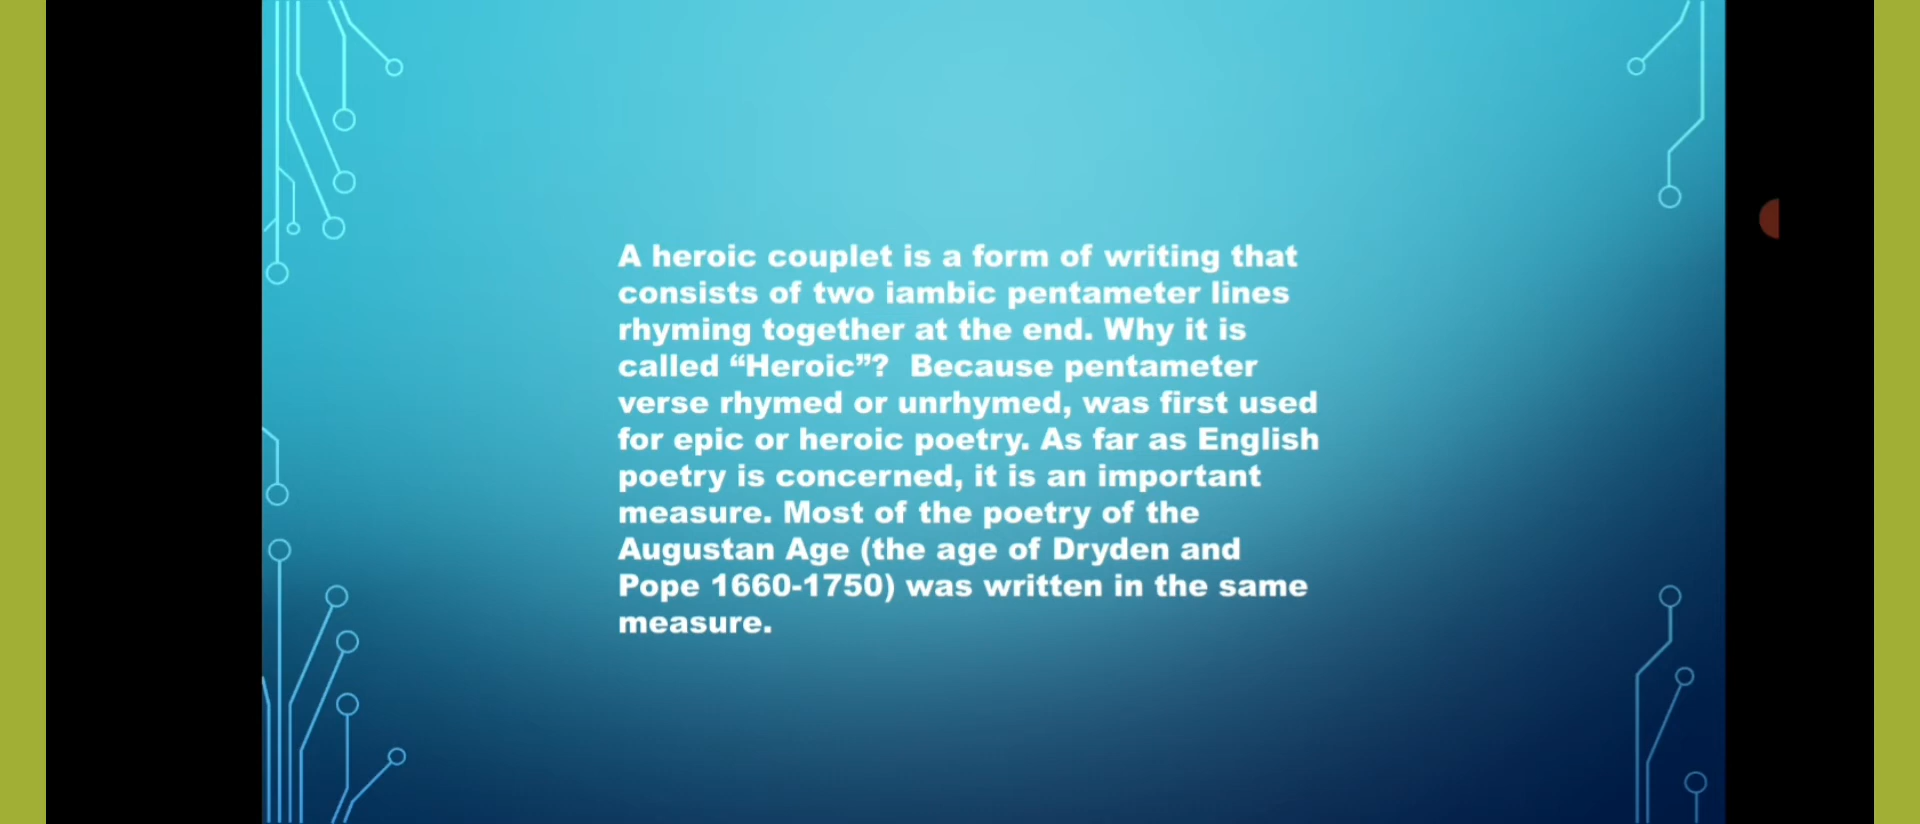 A heroic couplet is a form of writing that
consists of two iambic pentameter lines
rhyming together at the end. Why it is
called “Heroic”?  Because pentameter
verse rhymed or unrhymed, was first used
for epic or heroic poetry. As far as English
poetry is concerned, it is an important
measure. Most of the poetry of the
Augustan Age (the age of Dryden and
Pope 1660-1750) was written in the same
measure.